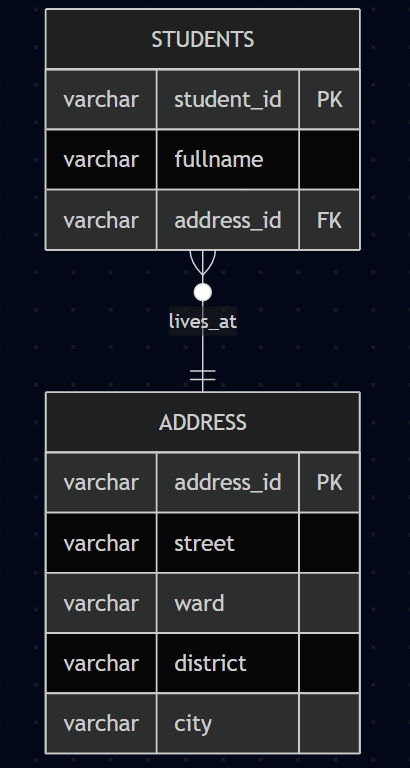 STUDENTS
varchar student_id PK
varchar fullname
varchar address_id FK
lives_at
ADDRESS
varchar address_id PK
varchar street
varchar ward
varchar district
varchar city